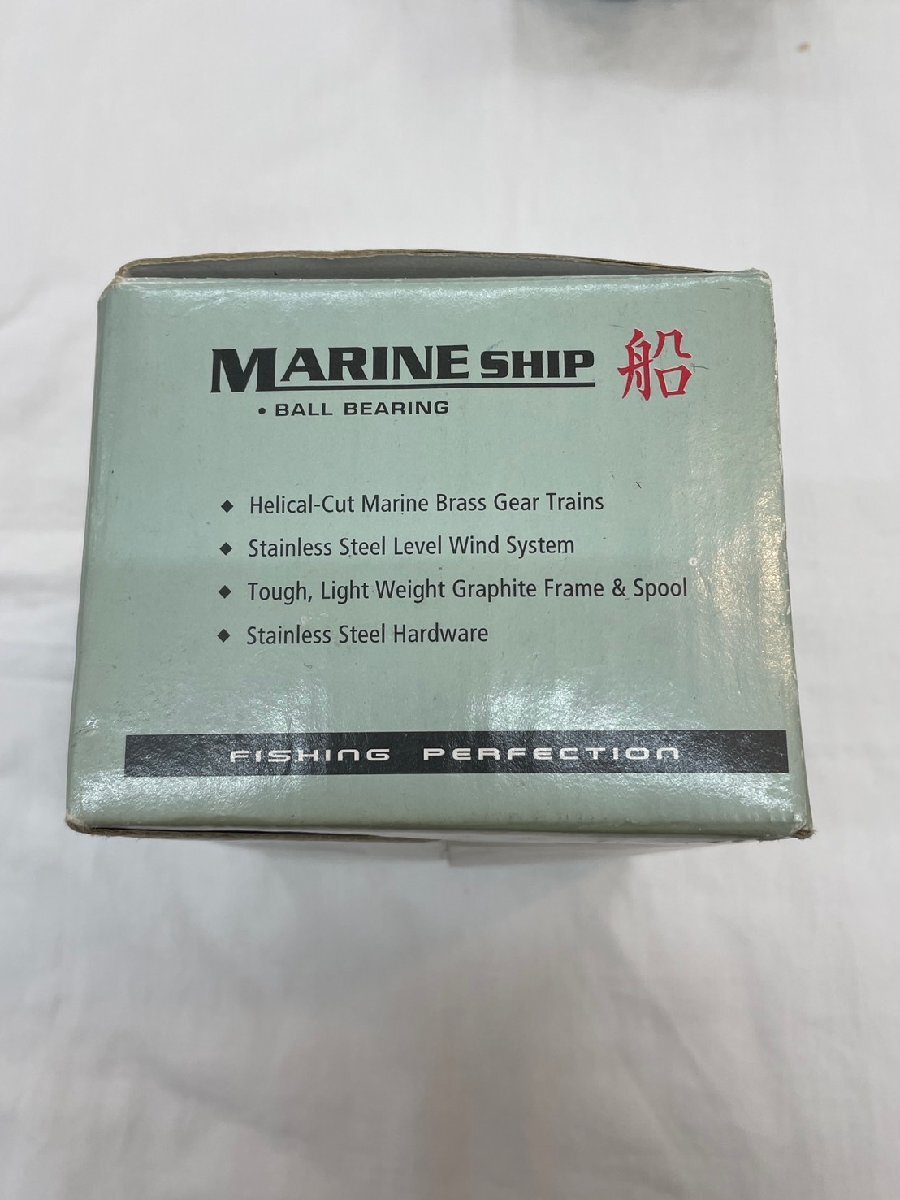 MARINE SHIP 船
• BALL BEARING
◆ Helical-Cut Marine Brass Gear Trains
◆ Stainless Steel Level Wind System
◆ Tough, Light Weight Graphite Frame & Spool
◆ Stainless Steel Hardware
FISHING PERFECTION